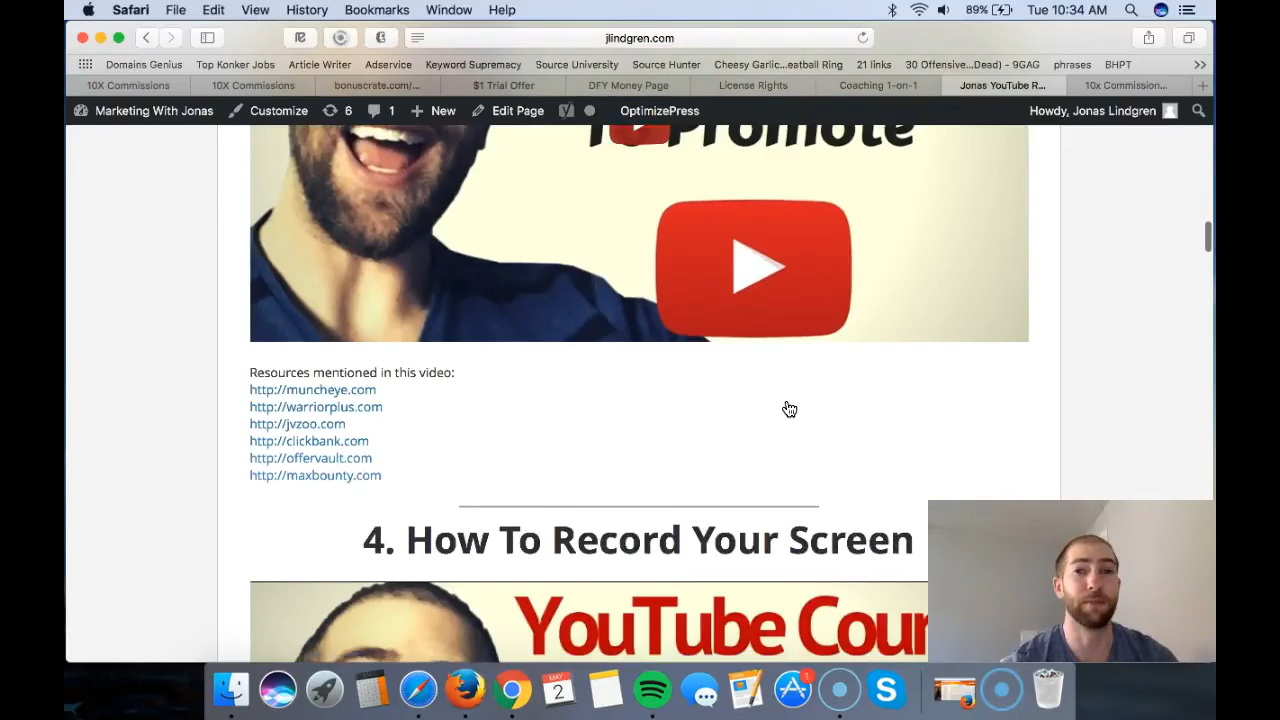 Safari File Edit View History Bookmarks Window Help 89% Tue 10:34 AM
jlindgren.com
Domains Genius Top Konker Jobs Article Writer Adservice Keyword Supremacy Source University Source Hunter Cheesy Garlic...eatball Ring 21 links 30 Offensive...Dead) - 9GAG phrases BHPT
10X Commissions 10X Commissions bonuscrate.com/... $1 Trial Offer DFY Money Page License Rights Coaching 1-on-1 Jonas YouTube R... 10x Commission...
Marketing With Jonas Customize 6 1 New Edit Page OptimizePress Howdy, Jonas Lindgren
To Promote
Resources mentioned in this video:
http://muncheye.com
http://warriorplus.com
http://jvzoo.com
http://clickbank.com
http://offervault.com
http://maxbounty.com
4. How To Record Your Screen
YouTube Cour
MAY
2
1